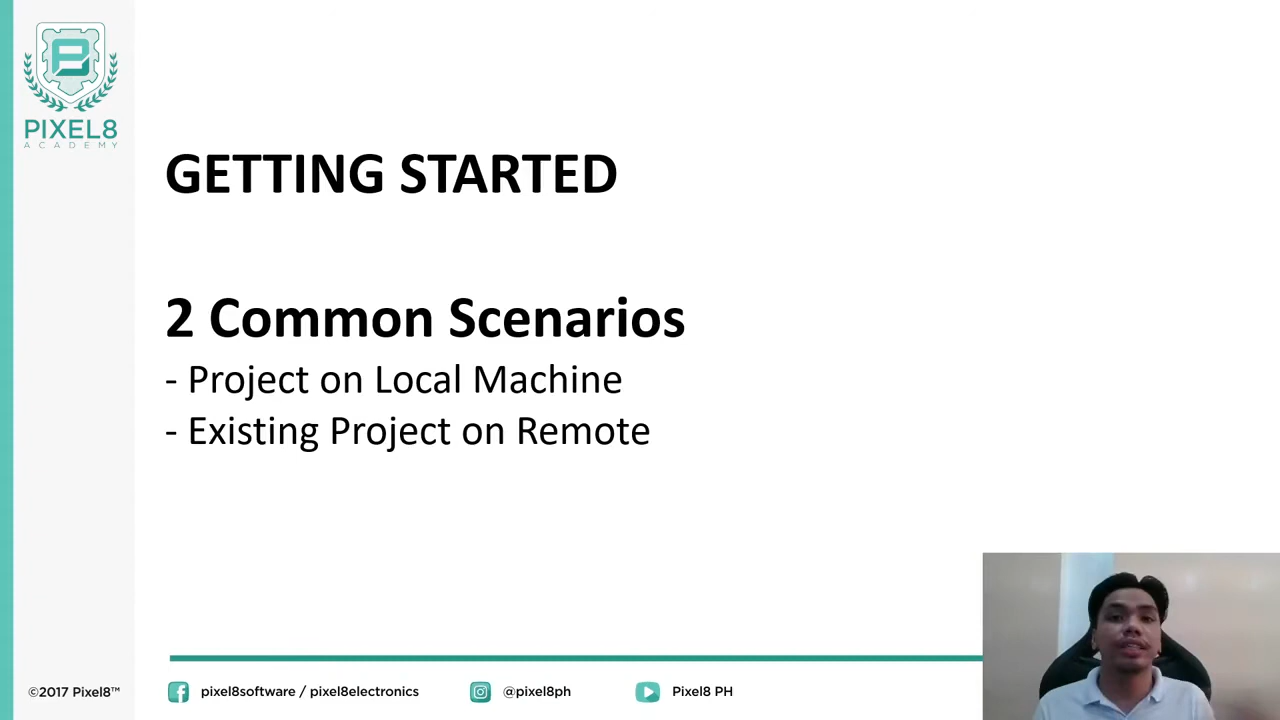 PIXEL8
ACADEMY
GETTING STARTED
2 Common Scenarios
- Project on Local Machine
- Existing Project on Remote
©2017 Pixel8™
pixel8software / pixel8electronics
@pixel8ph
Pixel8 PH